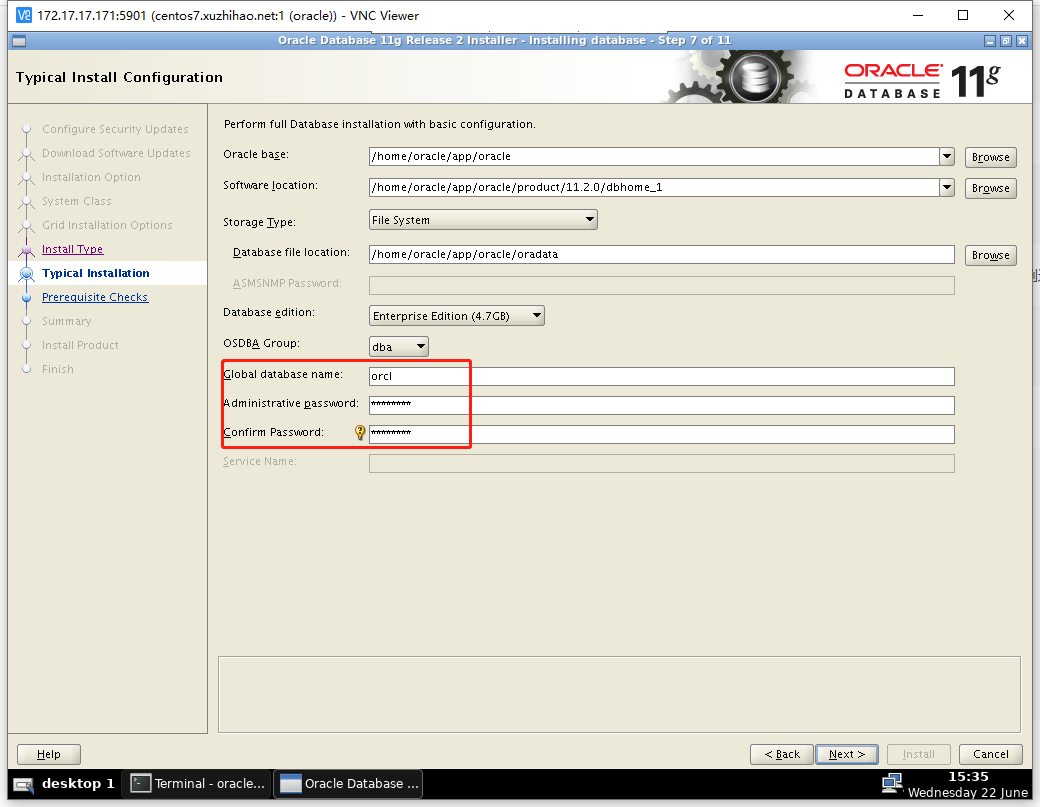 172.17.17.171:5901 (centos7.xuzhihao.net:1 (oracle)) - VNC Viewer
Oracle Database 11g Release 2 Installer - Installing database - Step 7 of 11
Typical Install Configuration
ORACLE
DATABASE 11g
Configure Security Updates
Download Software Updates
Installation Option
System Class
Grid Installation Options
Install Type
Typical Installation
Prerequisite Checks
Summary
Install Product
Finish
Perform full Database installation with basic configuration.
Oracle base: /home/oracle/app/oracle Browse
Software location: /home/oracle/app/oracle/product/11.2.0/dbhome_1 Browse
Storage Type: File System
Database file location: /home/oracle/app/oracle/oradata Browse
ASMSNMP Password:
Database edition: Enterprise Edition (4.7GB)
OSDBA Group: dba
Global database name: orcl
Administrative password: ********
Confirm Password: ********
Service Name:
Help < Back Next > Install Cancel
desktop 1 Terminal - oracle... Oracle Database ... 15:35
Wednesday 22 June